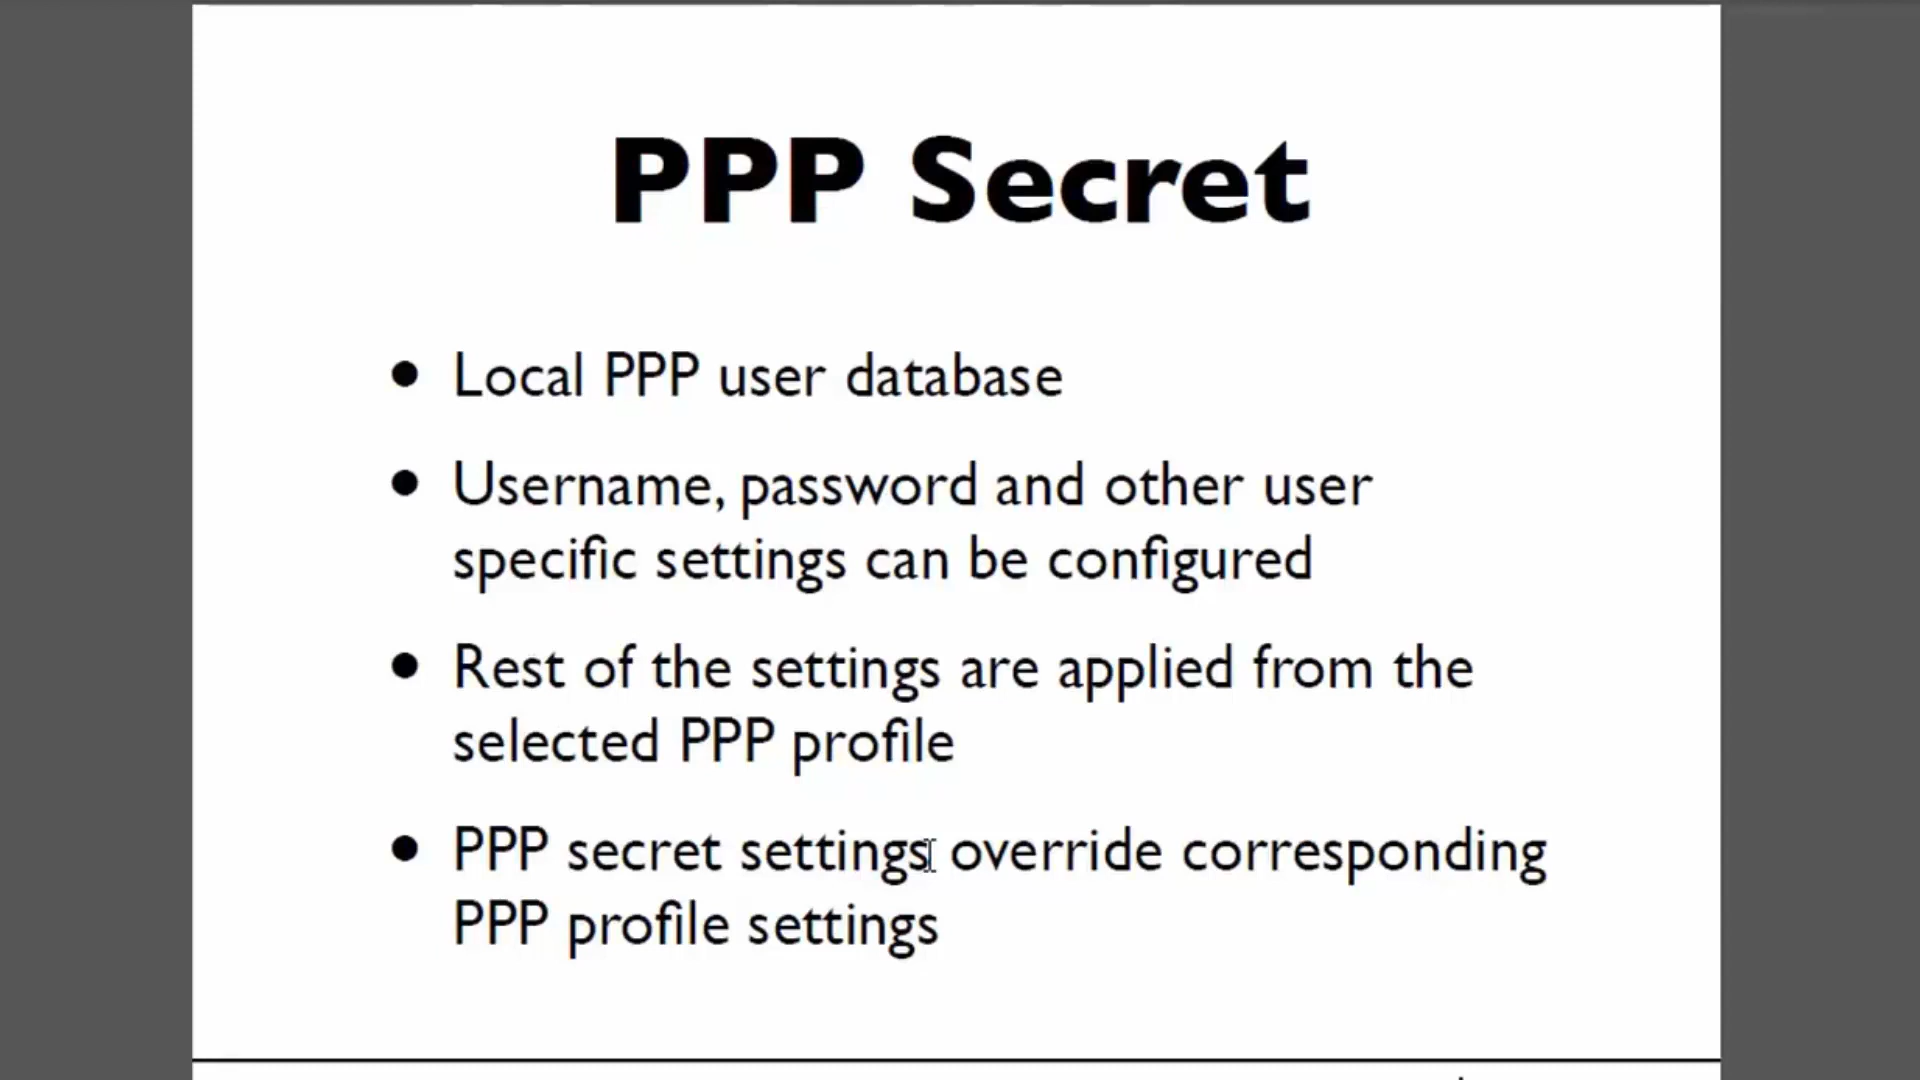 PPP Secret
• Local PPP user database
• Username, password and other user
specific settings can be configured
• Rest of the settings are applied from the
selected PPP profile
• PPP secret settings override corresponding
PPP profile settings